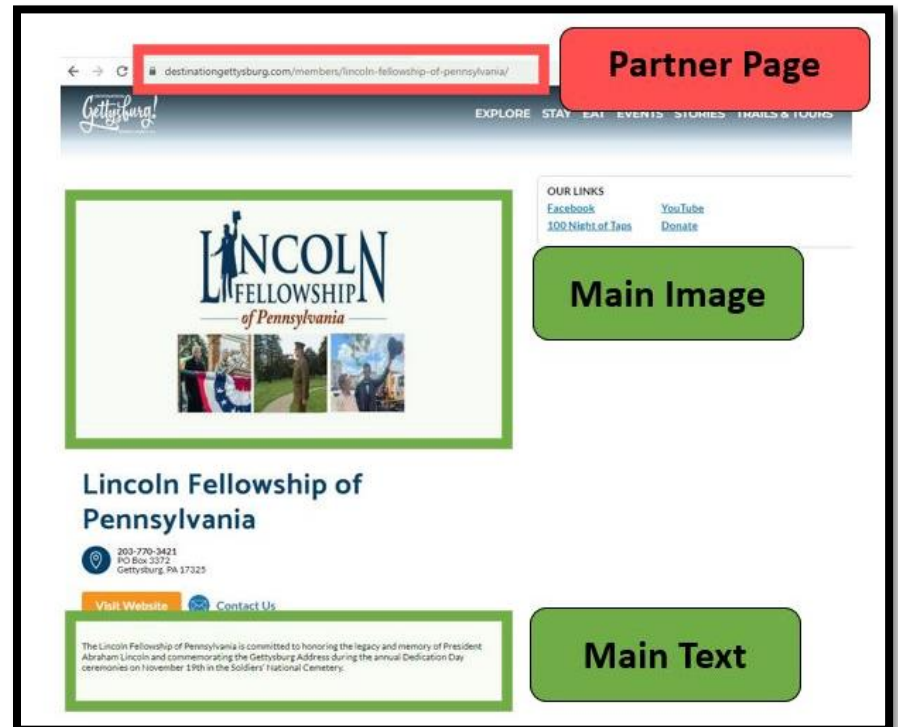 Partner Page
destinationgettysburg.com/members/lincoln-fellowship-of-pennsylvania/
Gettysburg!
EXPLORE STAY EAT EVENTS STORIES TRAILS & TOURS
OUR LINKS
Facebook YouTube
100 Night of Taps Donate
LINCOLN
FELLOWSHIP
of Pennsylvania
Main Image
Lincoln Fellowship of
Pennsylvania
203-770-3421
PO Box 3372
Gettysburg, PA 17325
Visit Website Contact Us
The Lincoln Fellowship of Pennsylvania is committed to honoring the legacy and memory of President
Abraham Lincoln and commemorating the Gettysburg Address during the annual Dedication Day
ceremonies on November 19th in the Soldiers' National Cemetery.
Main Text